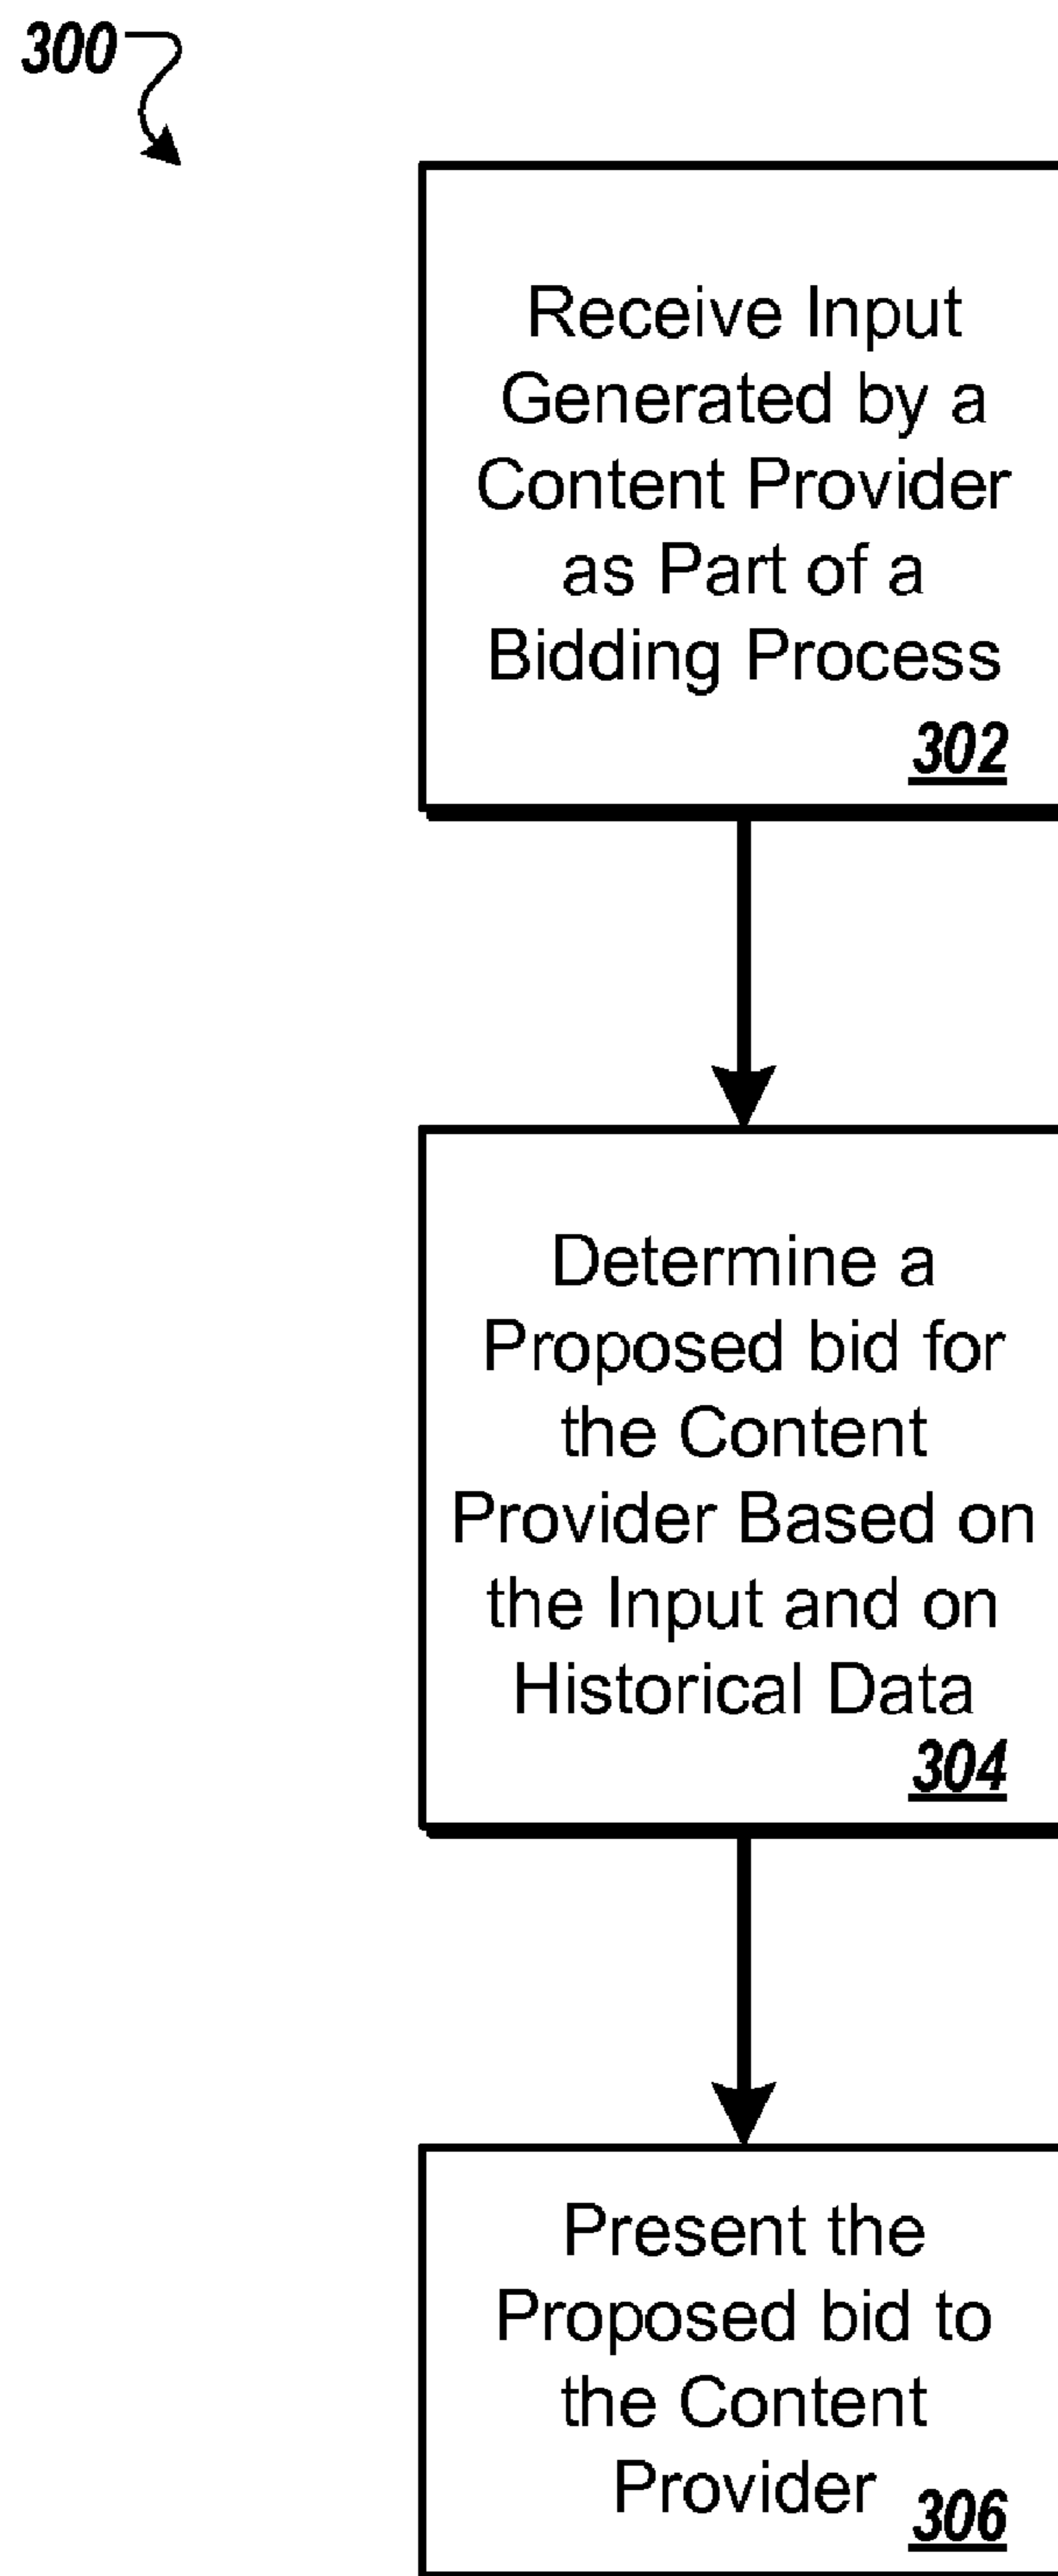 300
Receive Input
Generated by a
Content Provider
as Part of a
Bidding Process
302
Determine a
Proposed bid for
the Content
Provider Based on
the Input and on
Historical Data
304
Present the
Proposed bid to
the Content
Provider
306